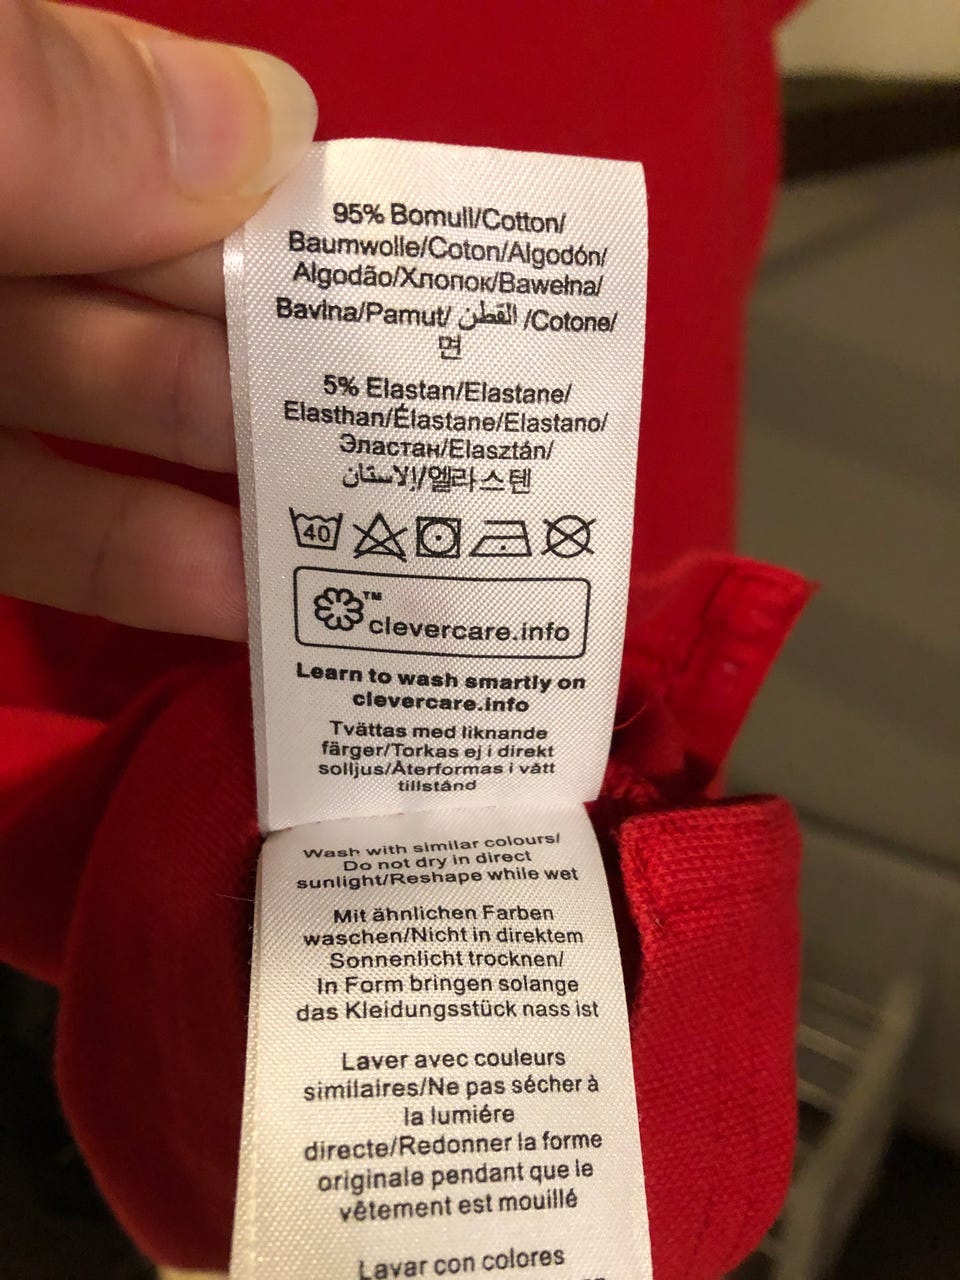 95% Bomull/Cotton/
Baumwolle/Coton/Algodón/
Algodão/Хлопок/Bawełna/
Bavlna/Pamut/ القطن /Cotone/
면
5% Elastan/Elastane/
Elasthan/Élastane/Elastano/
Эластан/Elasztán/
إلاستان/엘라스텐
40
TM
clevercare.info
Learn to wash smartly on
clevercare.info
Tvättas med liknande
färger/Torkas ej i direkt
solljus/Återformas i vått
tillstånd
Wash with similar colours/
Do not dry in direct
sunlight/Reshape while wet
Mit ähnlichen Farben
waschen/Nicht in direktem
Sonnenlicht trocknen/
In Form bringen solange
das Kleidungsstück nass ist
Laver avec couleurs
similaires/Ne pas sécher à
la lumiére
directe/Redonner la forme
originale pendant que le
vêtement est mouillé
Lavar con colores